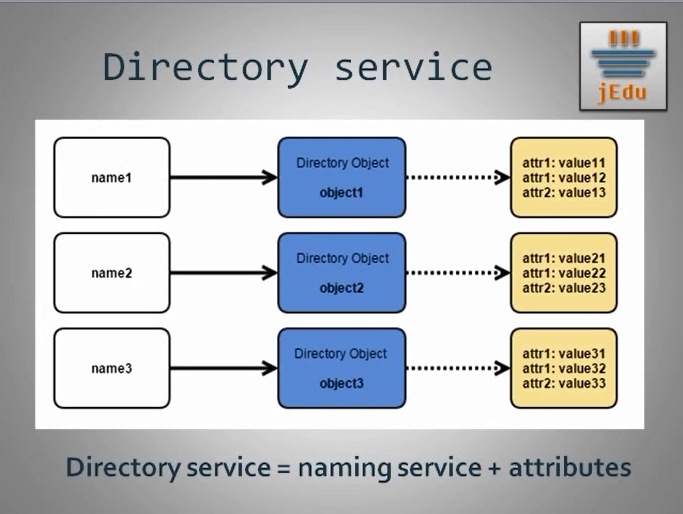 Directory service
jEdu
name1
Directory Object
object1
attr1: value11
attr1: value12
attr2: value13
name2
Directory Object
object2
attr1: value21
attr1: value22
attr2: value23
name3
Directory Object
object3
attr1: value31
attr1: value32
attr2: value33
Directory service = naming service + attributes